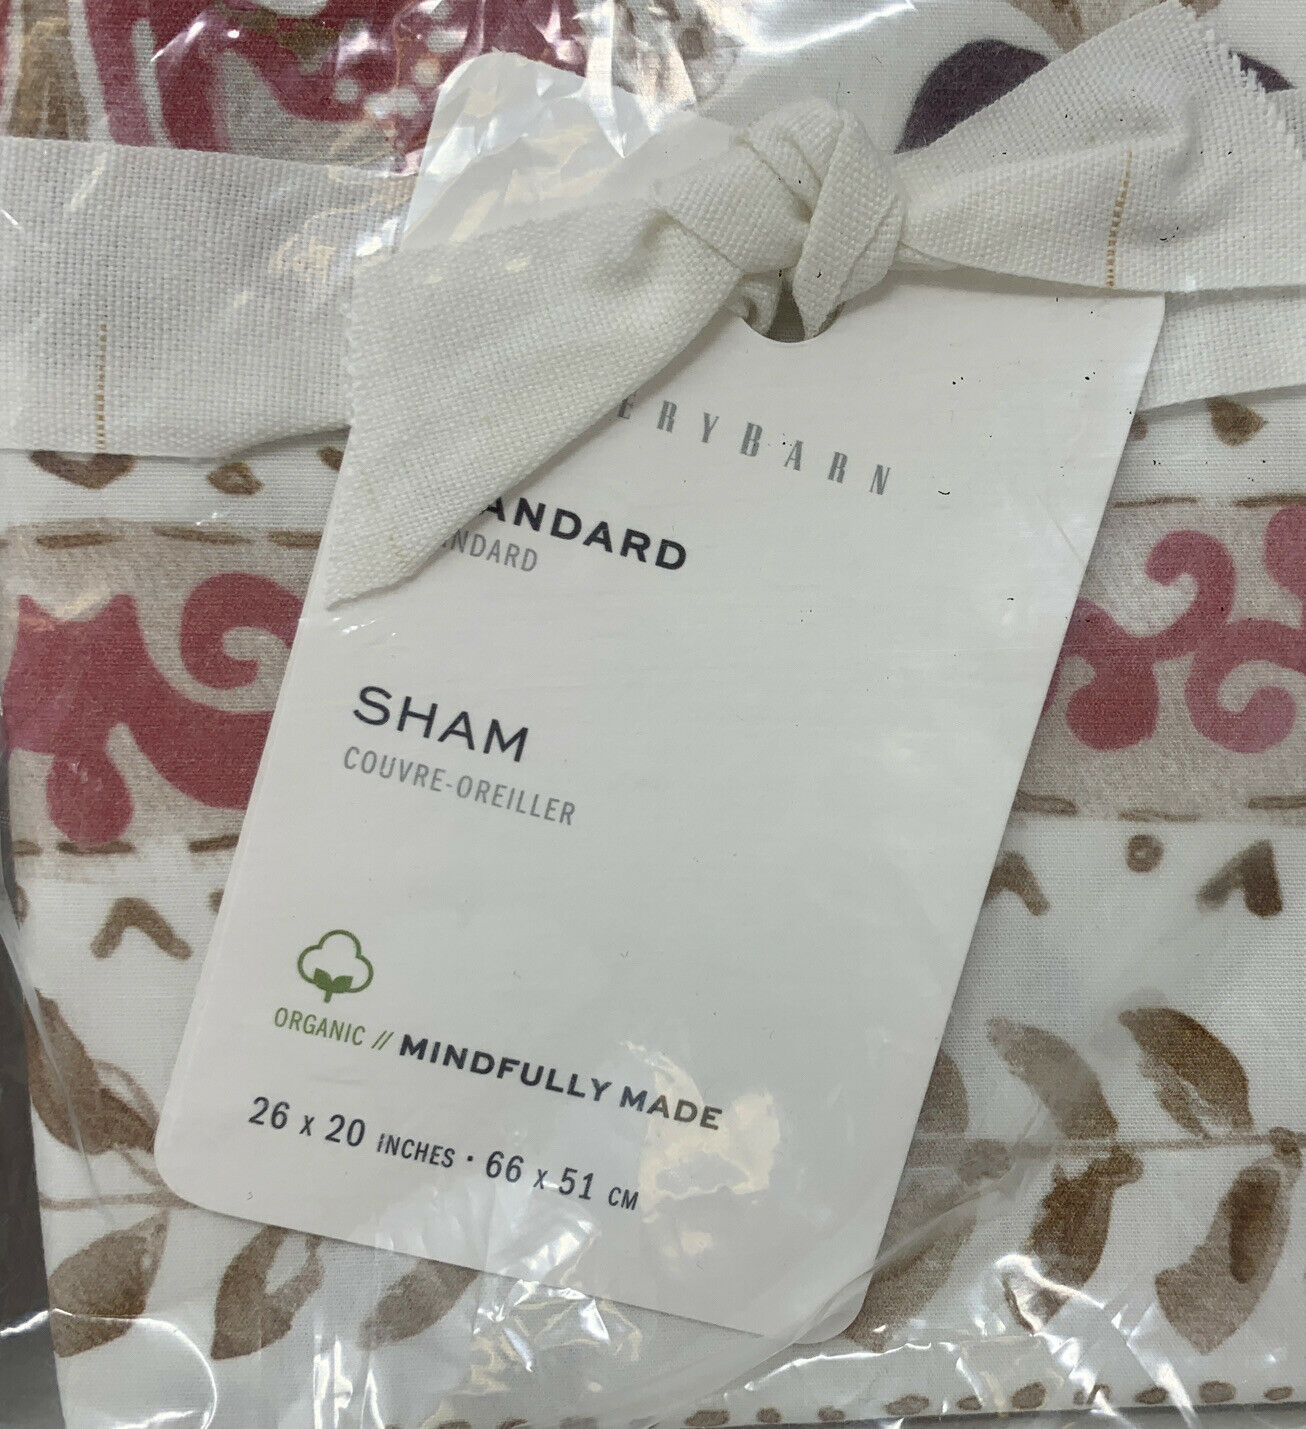 ERYBARN
ANDARD
NDARD
SHAM
COUVRE-OREILLER
ORGANIC // MINDFULLY MADE
26 x 20 INCHES · 66 x 51 CM